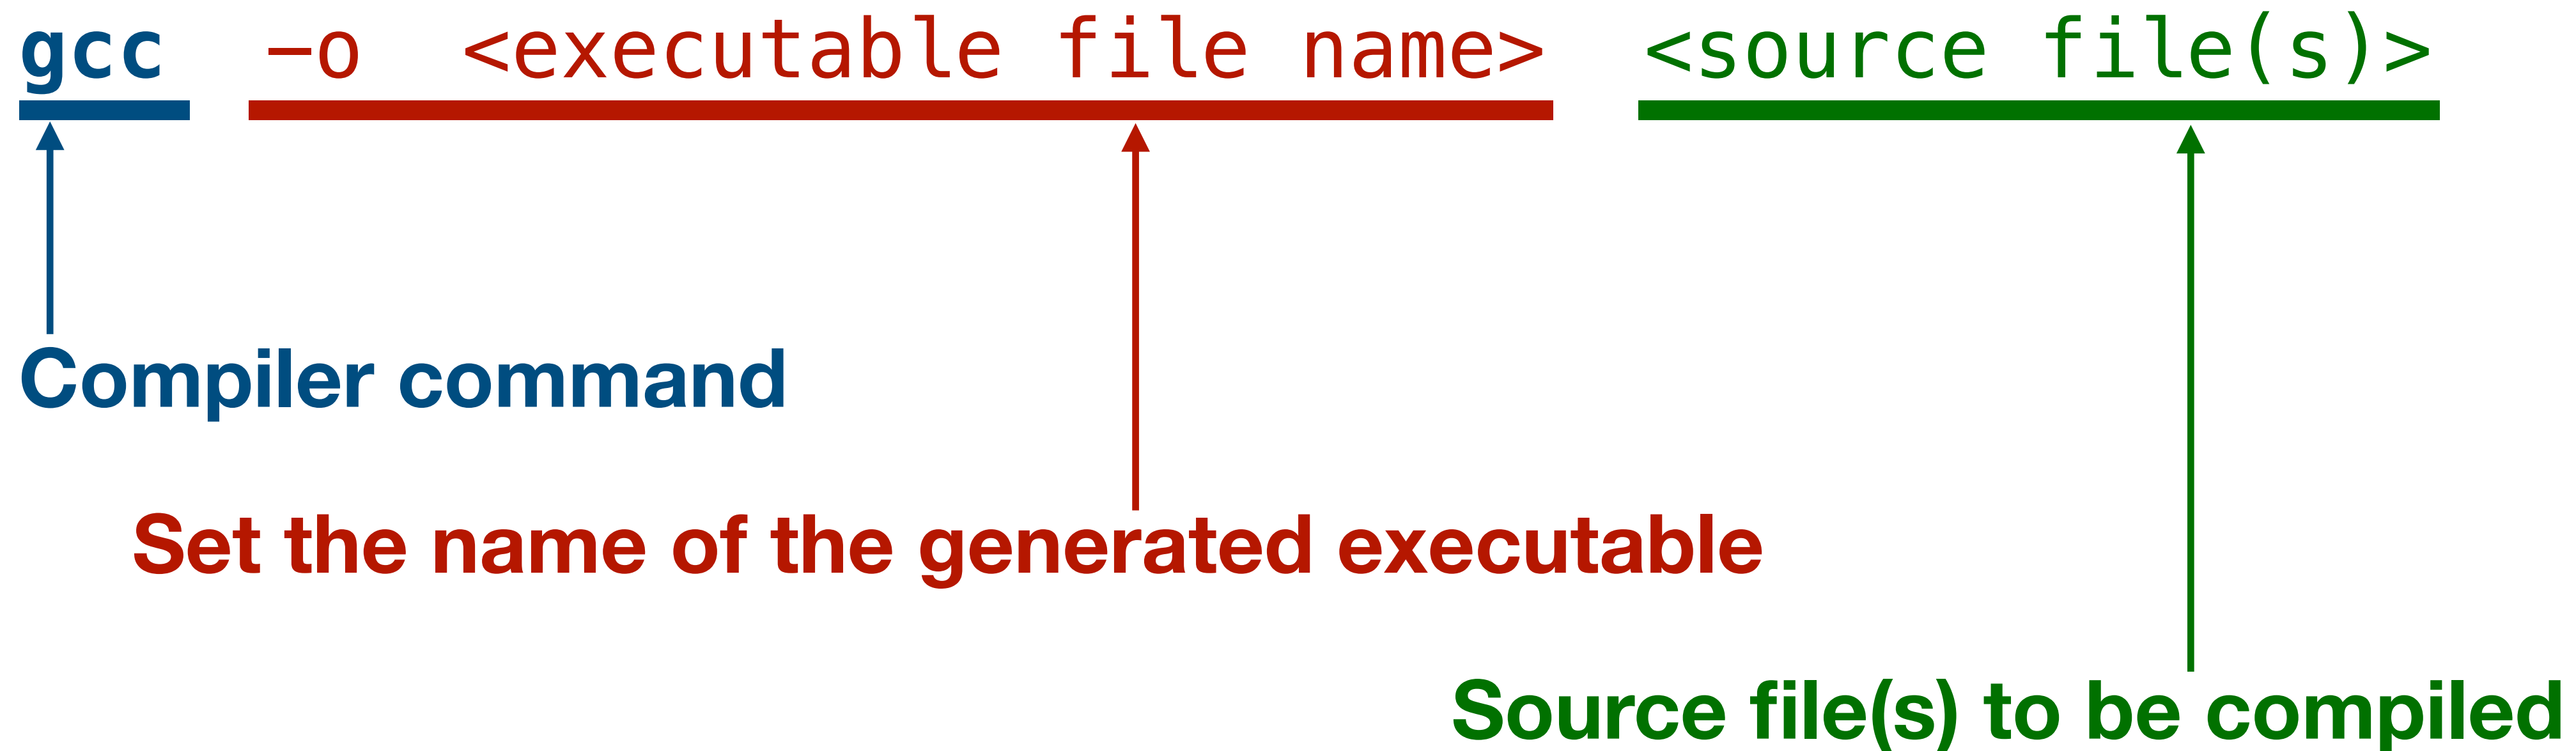 gcc –o <executable file name> <source file(s)>
Compiler command
Set the name of the generated executable
Source file(s) to be compiled